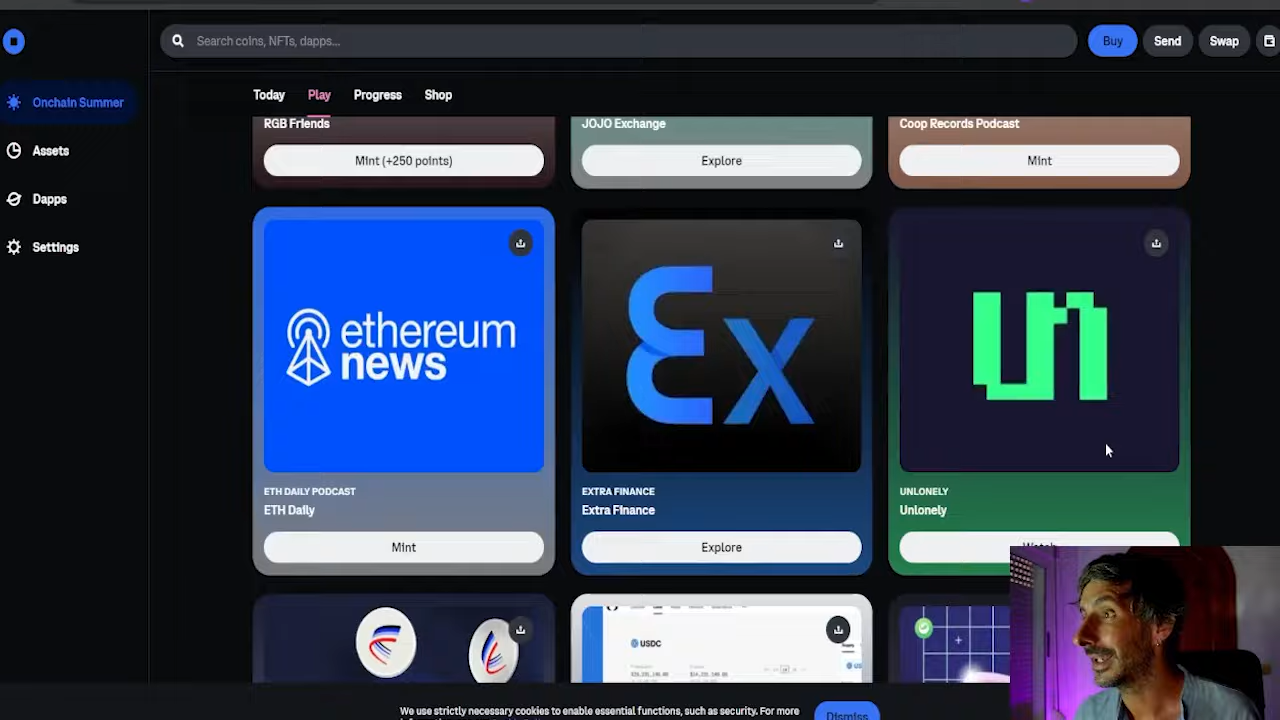 Search coins, NFTs, dapps...
Buy
Send
Swap
Onchain Summer
Assets
Dapps
Settings
Today
Play
Progress
Shop
RGB Friends
Mint (+250 points)
JOJO Exchange
Explore
Coop Records Podcast
Mint
ethereum
news
ETH DAILY PODCAST
ETH Daily
Mint
Ex
EXTRA FINANCE
Extra Finance
Explore
un
UNLONELY
Unlonely
USDC
We use strictly necessary cookies to enable essential functions, such as security. For more
Dismiss